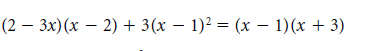 (2 − 3x)(x − 2) + 3(x − 1)² = (x − 1)(x + 3)